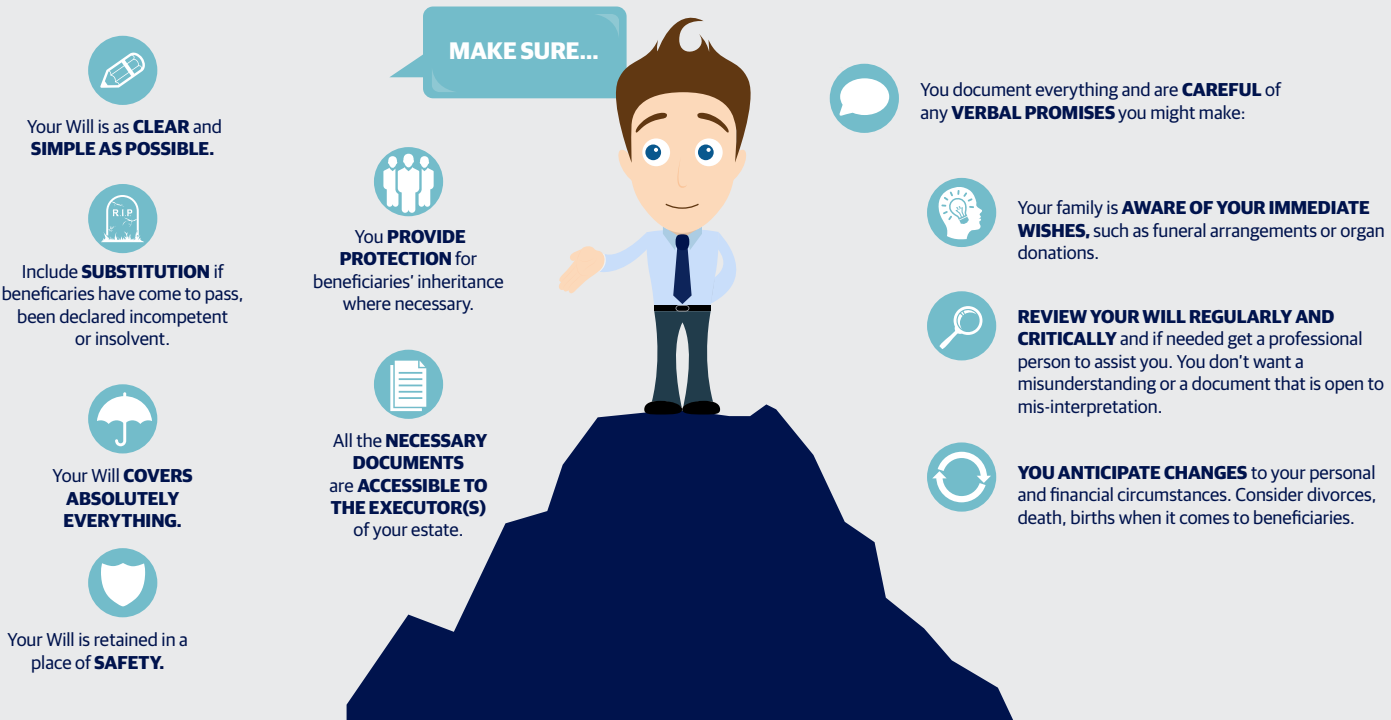 MAKE SURE...
Your Will is as CLEAR and
SIMPLE AS POSSIBLE.
R.I.P
Include SUBSTITUTION if
beneficaries have come to pass,
been declared incompetent
or insolvent.
Your Will COVERS
ABSOLUTELY
EVERYTHING.
Your Will is retained in a
place of SAFETY.
You PROVIDE
PROTECTION for
beneficiaries' inheritance
where necessary.
All the NECESSARY
DOCUMENTS
are ACCESSIBLE TO
THE EXECUTOR(S)
of your estate.
You document everything and are CAREFUL of
any VERBAL PROMISES you might make:
Your family is AWARE OF YOUR IMMEDIATE
WISHES, such as funeral arrangements or organ
donations.
REVIEW YOUR WILL REGULARLY AND
CRITICALLY and if needed get a professional
person to assist you. You don't want a
misunderstanding or a document that is open to
mis-interpretation.
YOU ANTICIPATE CHANGES to your personal
and financial circumstances. Consider divorces,
death, births when it comes to beneficiaries.